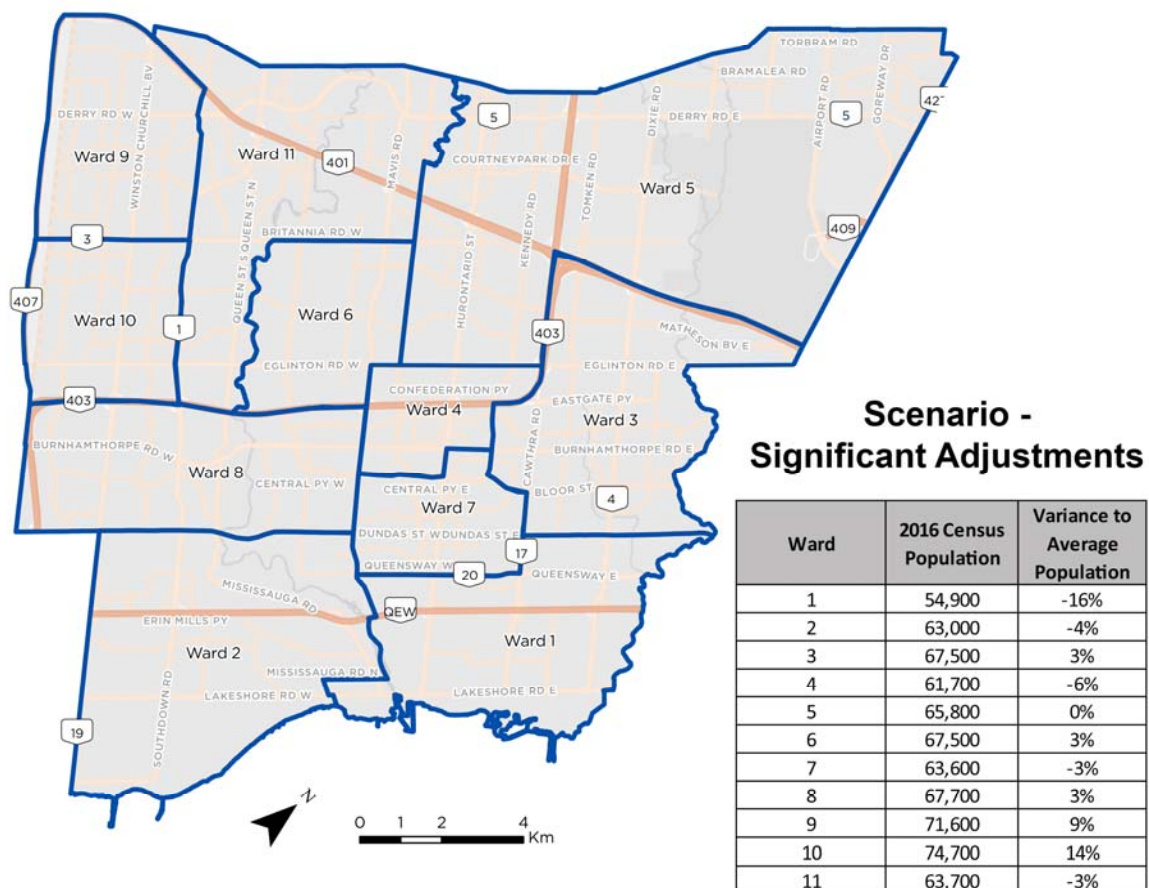 TORBRAM RD
BRAMALEA RD
AIRPORT RD
GOREWAY DR
DIXIE RD
5
5
DERRY RD W
DERRY RD E
WINSTON CHURCHILL BV
Ward 9
Ward 11
401
MAVIS RD
COURTNEYPARK DR E
Ward 5
KENNEDY RD
TOMKEN RD
QUEEN ST S QUEEN ST N
BRITANNIA RD W
409
3
HURONTARIO ST
407
Ward 10
1
Ward 6
403
MATHESON BV E
EGLINTON RD W
EGLINTON RD E
403
CONFEDERATION PY
Ward 4
EASTGATE PY
Ward 3
CAWTHRA RD
BURNHAMTHORPE RD W
BURNHAMTHORPE RD E
Ward 8
CENTRAL PY W
CENTRAL PY E
BLOOR ST
4
Ward 7
DUNDAS ST W DUNDAS ST E
17
QUEENSWAY W
20
QUEENSWAY E
MISSISSAUGA RD
QEW
ERIN MILLS PY
Ward 2
Ward 1
MISSISSAUGA RD N
LAKESHORE RD W
LAKESHORE RD E
SOUTHDOWN RD
19
N
0 1 2 4
Km
Scenario -
Significant Adjustments
Ward 2016 Census Population Variance to Average Population
1 54,900 -16%
2 63,000 -4%
3 67,500 3%
4 61,700 -6%
5 65,800 0%
6 67,500 3%
7 63,600 -3%
8 67,700 3%
9 71,600 9%
10 74,700 14%
11 63,700 -3%